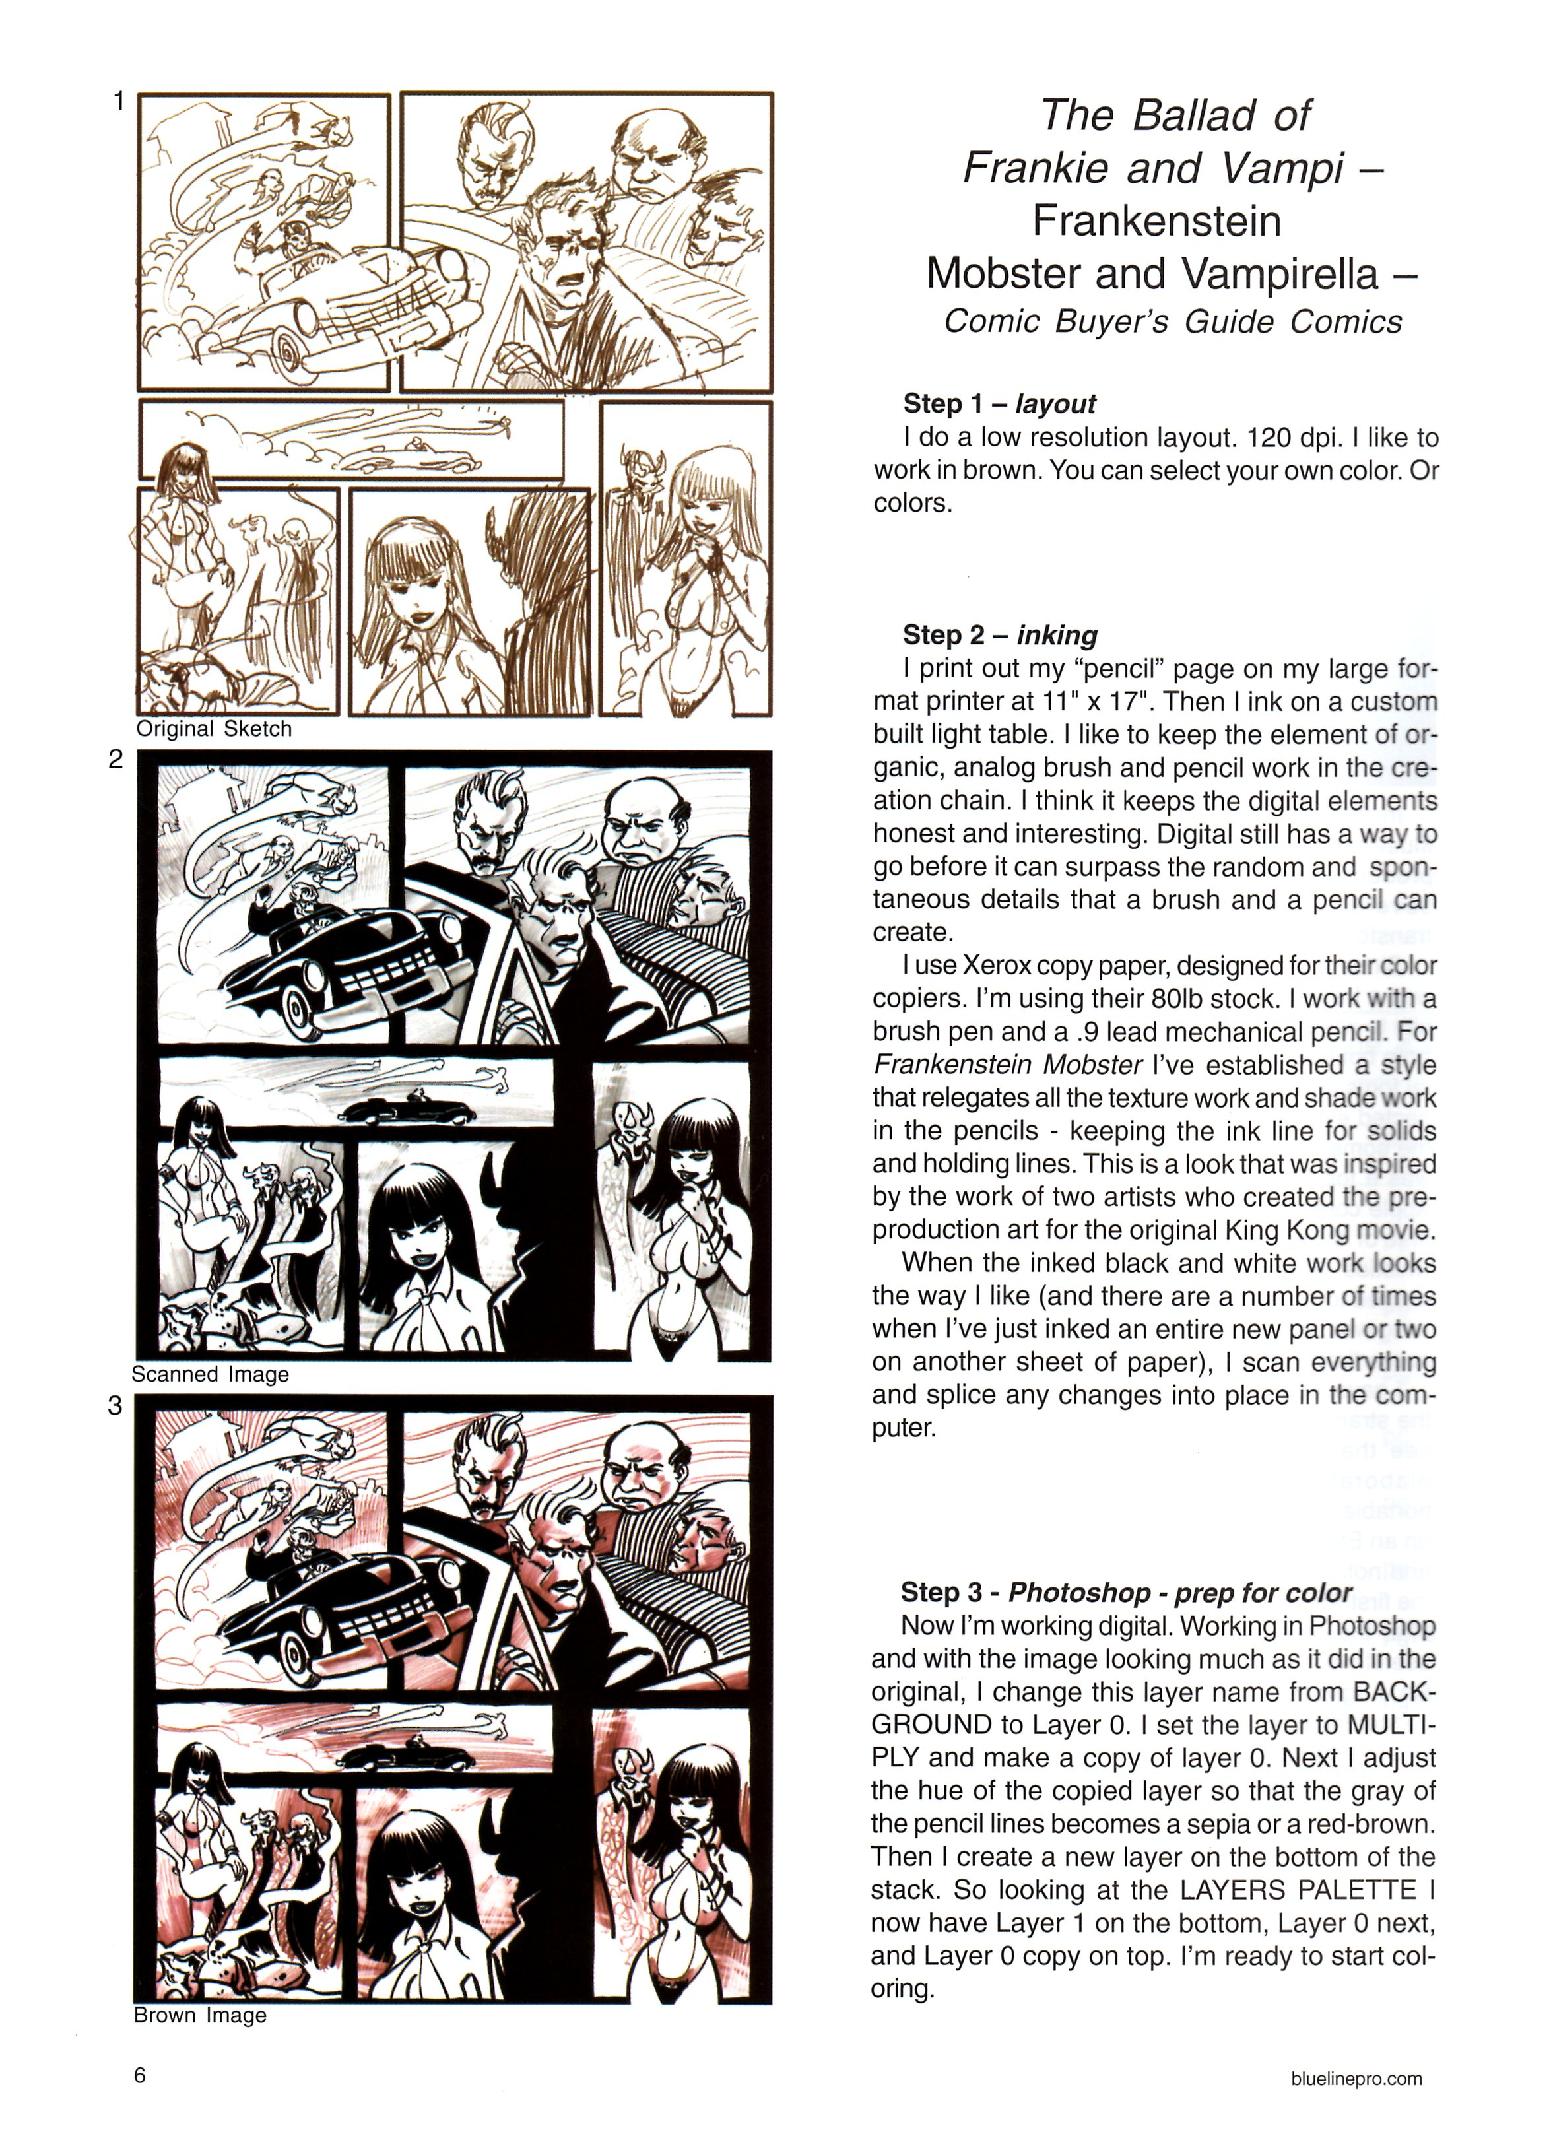 1
Original Sketch
2
Scanned Image
3
Brown Image
The Ballad of
Frankie and Vampi –
Frankenstein
Mobster and Vampirella –
Comic Buyer's Guide Comics
Step 1 – layout
I do a low resolution layout. 120 dpi. I like to
work in brown. You can select your own color. Or
colors.
Step 2 – inking
I print out my “pencil” page on my large for-
mat printer at 11" x 17". Then I ink on a custom
built light table. I like to keep the element of or-
ganic, analog brush and pencil work in the cre-
ation chain. I think it keeps the digital elements
honest and interesting. Digital still has a way to
go before it can surpass the random and spon-
taneous details that a brush and a pencil can
create.
I use Xerox copy paper, designed for their color
copiers. I'm using their 80lb stock. I work with a
brush pen and a .9 lead mechanical pencil. For
Frankenstein Mobster I've established a style
that relegates all the texture work and shade work
in the pencils - keeping the ink line for solids
and holding lines. This is a look that was inspired
by the work of two artists who created the pre-
production art for the original King Kong movie.
When the inked black and white work looks
the way I like (and there are a number of times
when I've just inked an entire new panel or two
on another sheet of paper), I scan everything
and splice any changes into place in the com-
puter.
Step 3 - Photoshop - prep for color
Now I'm working digital. Working in Photoshop
and with the image looking much as it did in the
original, I change this layer name from BACK-
GROUND to Layer 0. I set the layer to MULTI-
PLY and make a copy of layer 0. Next I adjust
the hue of the copied layer so that the gray of
the pencil lines becomes a sepia or a red-brown.
Then I create a new layer on the bottom of the
stack. So looking at the LAYERS PALETTE I
now have Layer 1 on the bottom, Layer 0 next,
and Layer 0 copy on top. I'm ready to start col-
oring.
6
bluelinepro.com